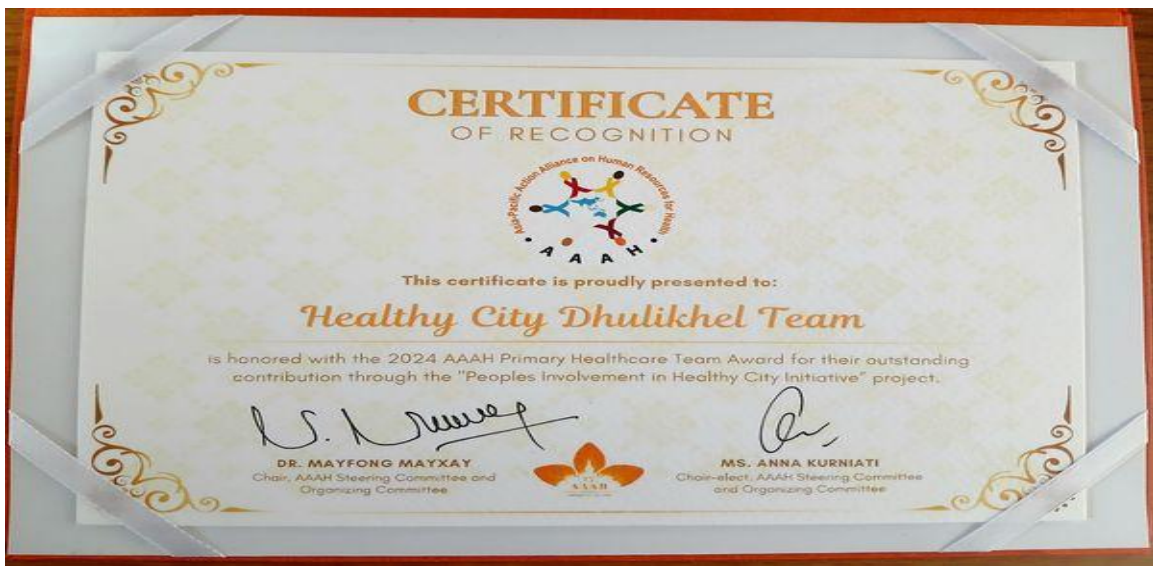 CERTIFICATE
OF RECOGNITION
Asia-Pacific Action Alliance on Human Resources for Health
AAAH
This certificate is proudly presented to:
Healthy City Dhulikhel Team
is honored with the 2024 AAAH Primary Healthcare Team Award for their outstanding
contribution through the "Peoples Involvement in Healthy City Initiative" project.
DR. MAYFONG MAYXAY
Chair, AAAH Steering Committee and
Organizing Committee
AAAH
MS. ANNA KURNIATI
Chair-elect, AAAH Steering Committee
and Organizing Committee